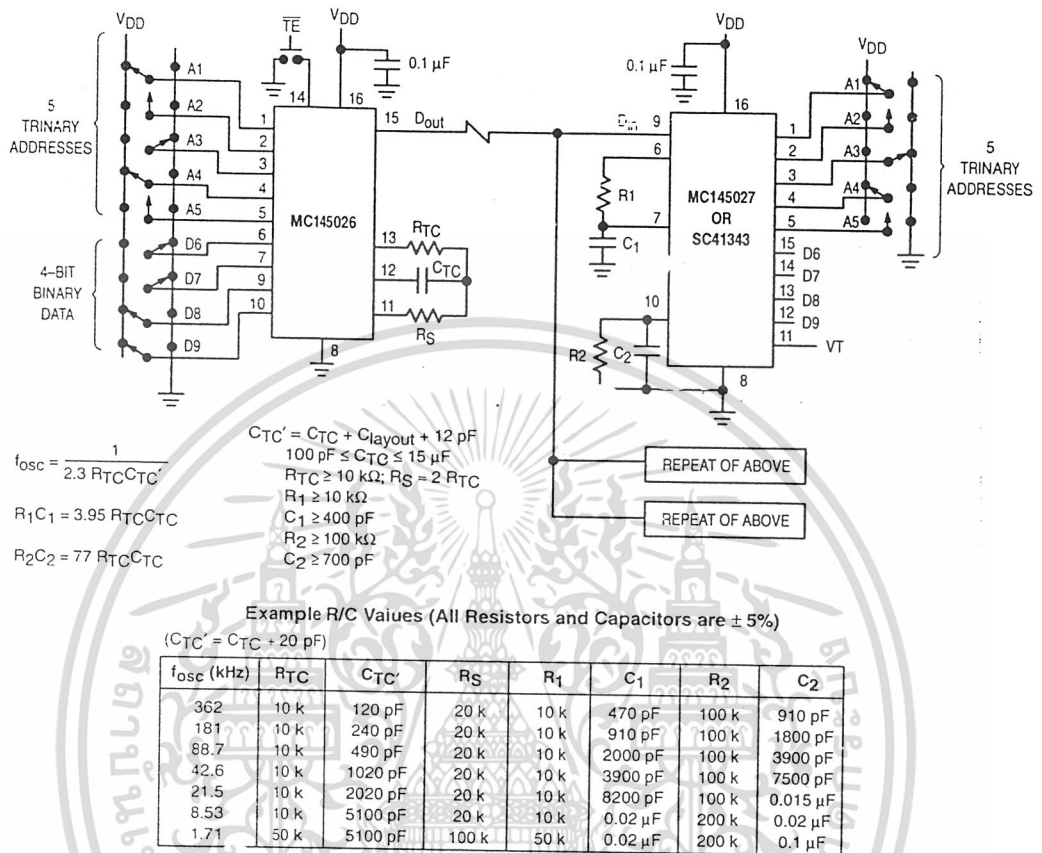 VDD
TE
VDD
0.1 µF
14
16
5
TRINARY
ADDRESSES
A1
A2
A3
A4
A5
1
2
3
4
5
MC145026
15
Dout
4–BIT
BINARY
DATA
D6
D7
D8
D9
6
7
9
10
13
RTC
12
CTC
11
RS
8
VDD
0.1 µF
16
VDD
Din
9
6
R1
7
C1
10
R2
C2
MC145027
OR
SC41343
1
2
3
4
5
A1
A2
A3
A4
A5
5
TRINARY
ADDRESSES
15
D6
14
D7
13
D8
12
D9
11
VT
8
REPEAT OF ABOVE
REPEAT OF ABOVE
fosc = 1
2.3 RTCCTC′
R1C1 = 3.95 RTCCTC
R2C2 = 77 RTCCTC
CTC′ = CTC + Clayout + 12 pF
100 pF ≤ CTC ≤ 15 µF
RTC ≥ 10 kΩ; RS = 2 RTC
R1 ≥ 10 kΩ
C1 ≥ 400 pF
R2 ≥ 100 kΩ
C2 ≥ 700 pF
Example R/C Values (All Resistors and Capacitors are ± 5%)
(CTC′ = CTC + 20 pF)
fosc (kHz) RTC CTC′ RS R1 C1 R2 C2
362 10 k 120 pF 20 k 10 k 470 pF 100 k 910 pF
181 10 k 240 pF 20 k 10 k 910 pF 100 k 1800 pF
88.7 10 k 490 pF 20 k 10 k 2000 pF 100 k 3900 pF
42.6 10 k 1020 pF 20 k 10 k 3900 pF 100 k 7500 pF
21.5 10 k 2020 pF 20 k 10 k 8200 pF 100 k 0.015 µF
8.53 10 k 5100 pF 20 k 10 k 0.02 µF 200 k 0.02 µF
1.71 50 k 5100 pF 100 k 50 k 0.02 µF 200 k 0.1 µF